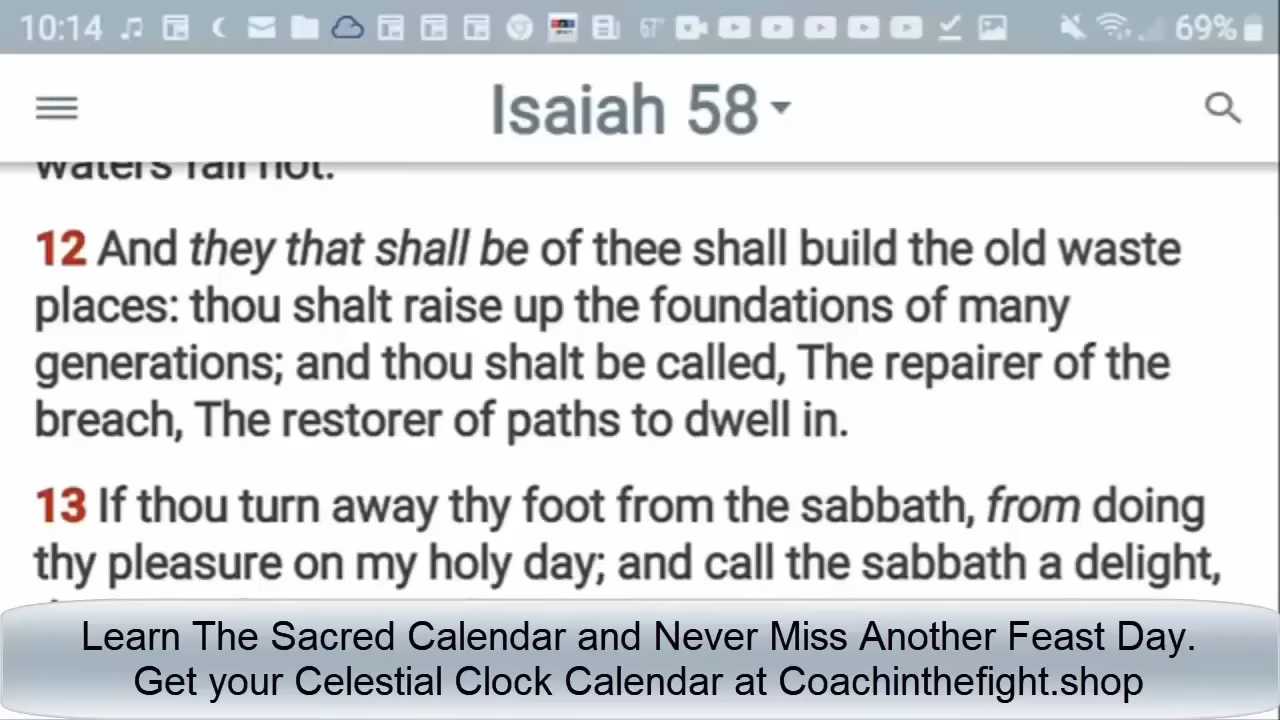 10:14 67° 69%
Isaiah 58
waters fail not.
12 And they that shall be of thee shall build the old waste
places: thou shalt raise up the foundations of many
generations; and thou shalt be called, The repairer of the
breach, The restorer of paths to dwell in.
13 If thou turn away thy foot from the sabbath, from doing
thy pleasure on my holy day; and call the sabbath a delight,
Learn The Sacred Calendar and Never Miss Another Feast Day.
Get your Celestial Clock Calendar at Coachinthefight.shop